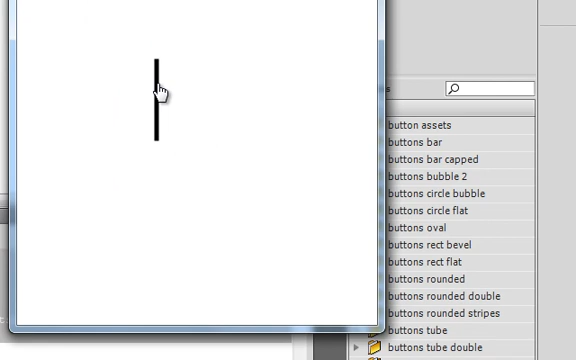 button assets
buttons bar
buttons bar capped
buttons bubble 2
buttons circle bubble
buttons circle flat
buttons oval
buttons rect bevel
buttons rect flat
buttons rounded
buttons rounded double
buttons rounded stripes
buttons tube
buttons tube double